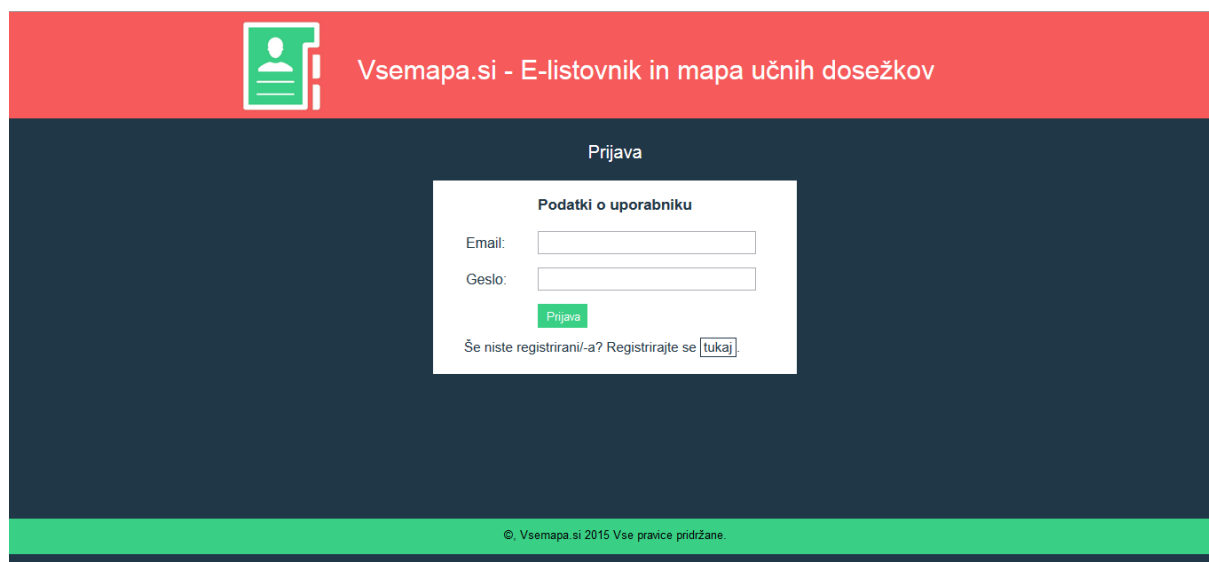 Vsemapa.si - E-listovnik in mapa učnih dosežkov
Prijava
Podatki o uporabniku
Email:
Geslo:
Prijava
Še niste registrirani/-a? Registrirajte se tukaj.
©, Vsemapa.si 2015 Vse pravice pridržane.